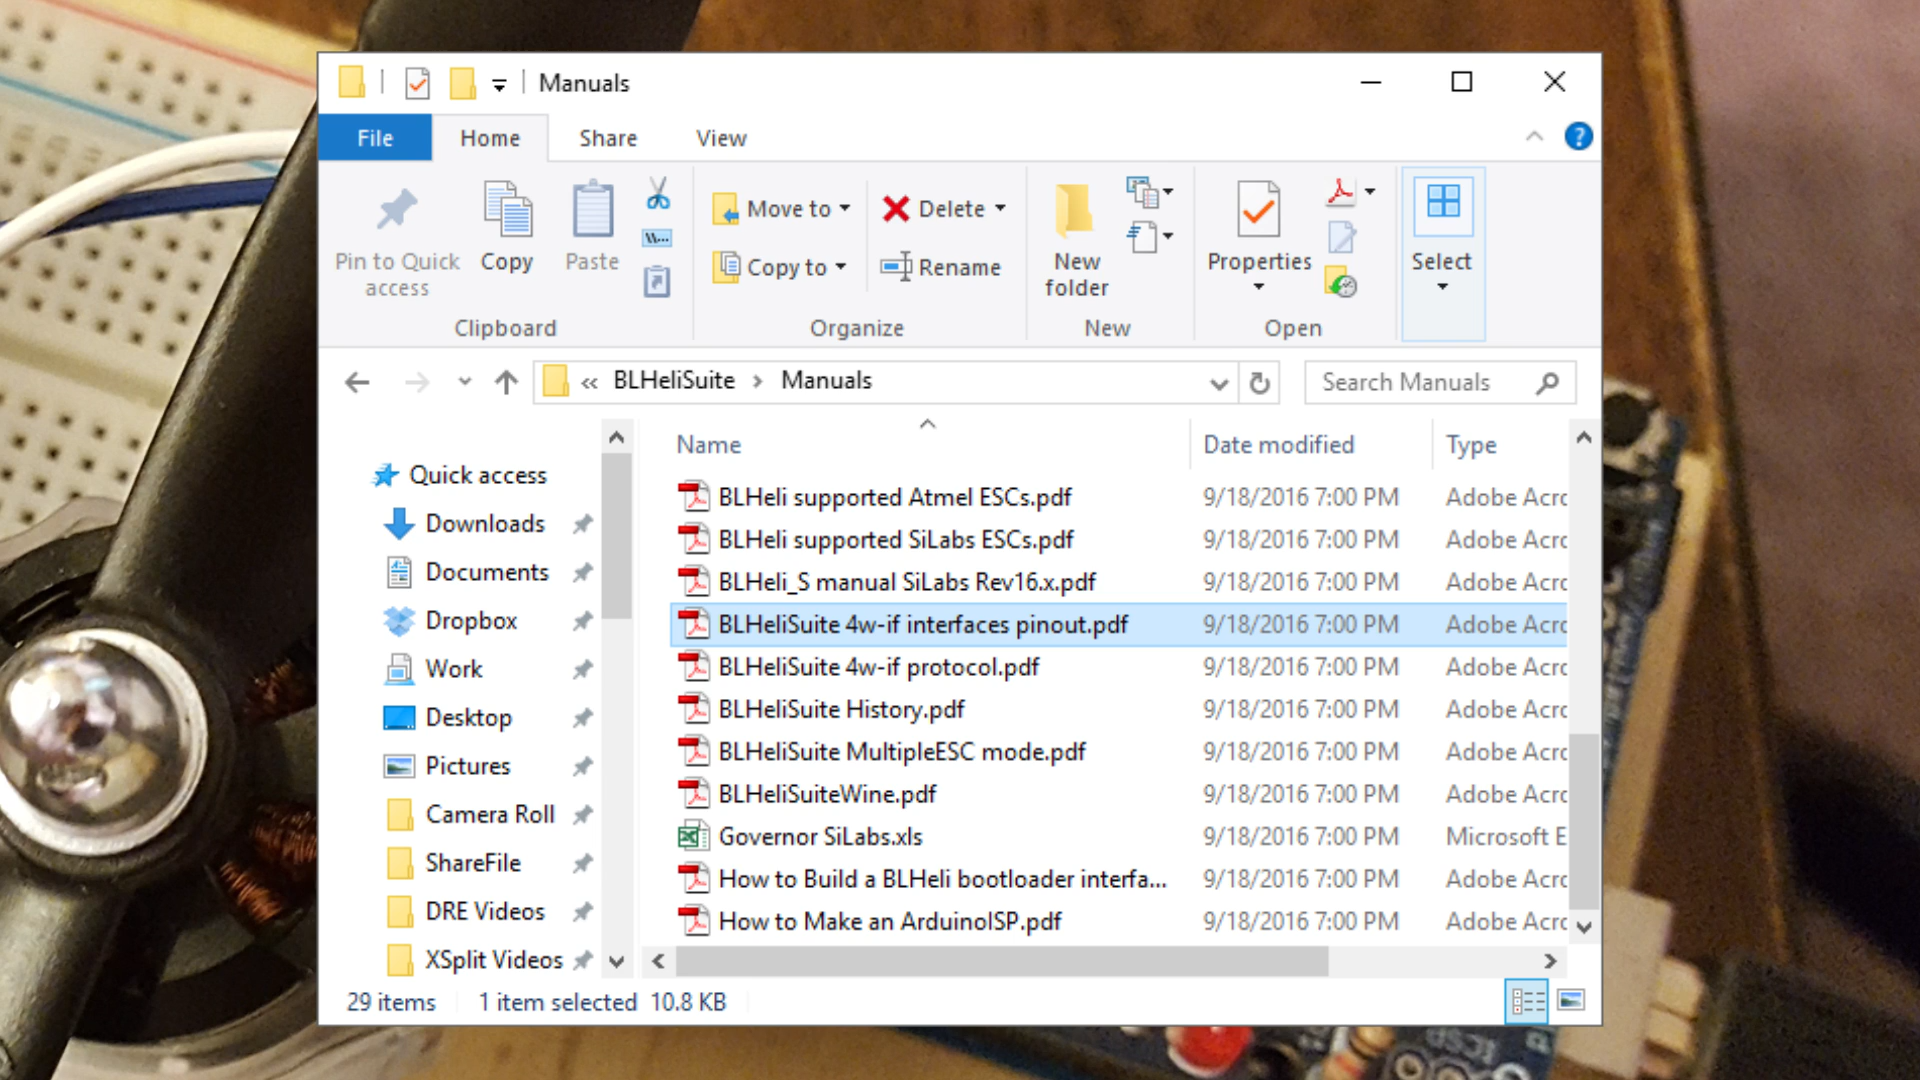 Manuals
File Home Share View
Pin to Quick access
Copy
Paste
Move to
Copy to
Delete
Rename
New folder
Properties
Select
Clipboard Organize New Open
« BLHeliSuite > Manuals
Search Manuals
Quick access
Downloads
Documents
Dropbox
Work
Desktop
Pictures
Camera Roll
ShareFile
DRE Videos
XSplit Videos
Name Date modified Type
BLHeli supported Atmel ESCs.pdf 9/18/2016 7:00 PM Adobe Acro
BLHeli supported SiLabs ESCs.pdf 9/18/2016 7:00 PM Adobe Acro
BLHeli_S manual SiLabs Rev16.x.pdf 9/18/2016 7:00 PM Adobe Acro
BLHeliSuite 4w-if interfaces pinout.pdf 9/18/2016 7:00 PM Adobe Acro
BLHeliSuite 4w-if protocol.pdf 9/18/2016 7:00 PM Adobe Acro
BLHeliSuite History.pdf 9/18/2016 7:00 PM Adobe Acro
BLHeliSuite MultipleESC mode.pdf 9/18/2016 7:00 PM Adobe Acro
BLHeliSuiteWine.pdf 9/18/2016 7:00 PM Adobe Acro
Governor SiLabs.xls 9/18/2016 7:00 PM Microsoft E
How to Build a BLHeli bootloader interfa... 9/18/2016 7:00 PM Adobe Acro
How to Make an ArduinoISP.pdf 9/18/2016 7:00 PM Adobe Acro
29 items 1 item selected 10.8 KB
ICSP